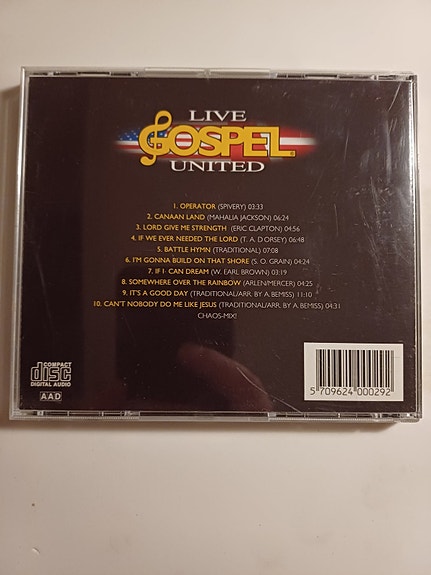 LIVE
GOSPEL
UNITED
1. OPERATOR (SPIVERY) 03:33
2. CANAAN LAND (MAHALIA JACKSON) 06:24
3. LORD GIVE ME STRENGTH (ERIC CLAPTON) 04:56
4. IF WE EVER NEEDED THE LORD (T. A. D ORSEY) 06:48
5. BATTLE HYMN (TRADITIONAL) 07:08
6. I'M GONNA BUILD ON THAT SHORE (S. O. GRAIN) 04:24
7. IF I CAN DREAM (W. EARL BROWN) 03:19
8. SOMEWHERE OVER THE RAINBOW (ARLEN/MERCER) 04:25
9. IT'S A GOOD DAY (TRADITIONAL/ARR. BY A. BEMISS) 11:10
10. CAN'T NOBODY DO ME LIKE JESUS (TRADITIONAL/ARR. BY A. BEMISS) 04:31
CHAOS-MIX!
COMPACT
disc
DIGITAL AUDIO
AAD
5 709624 000292